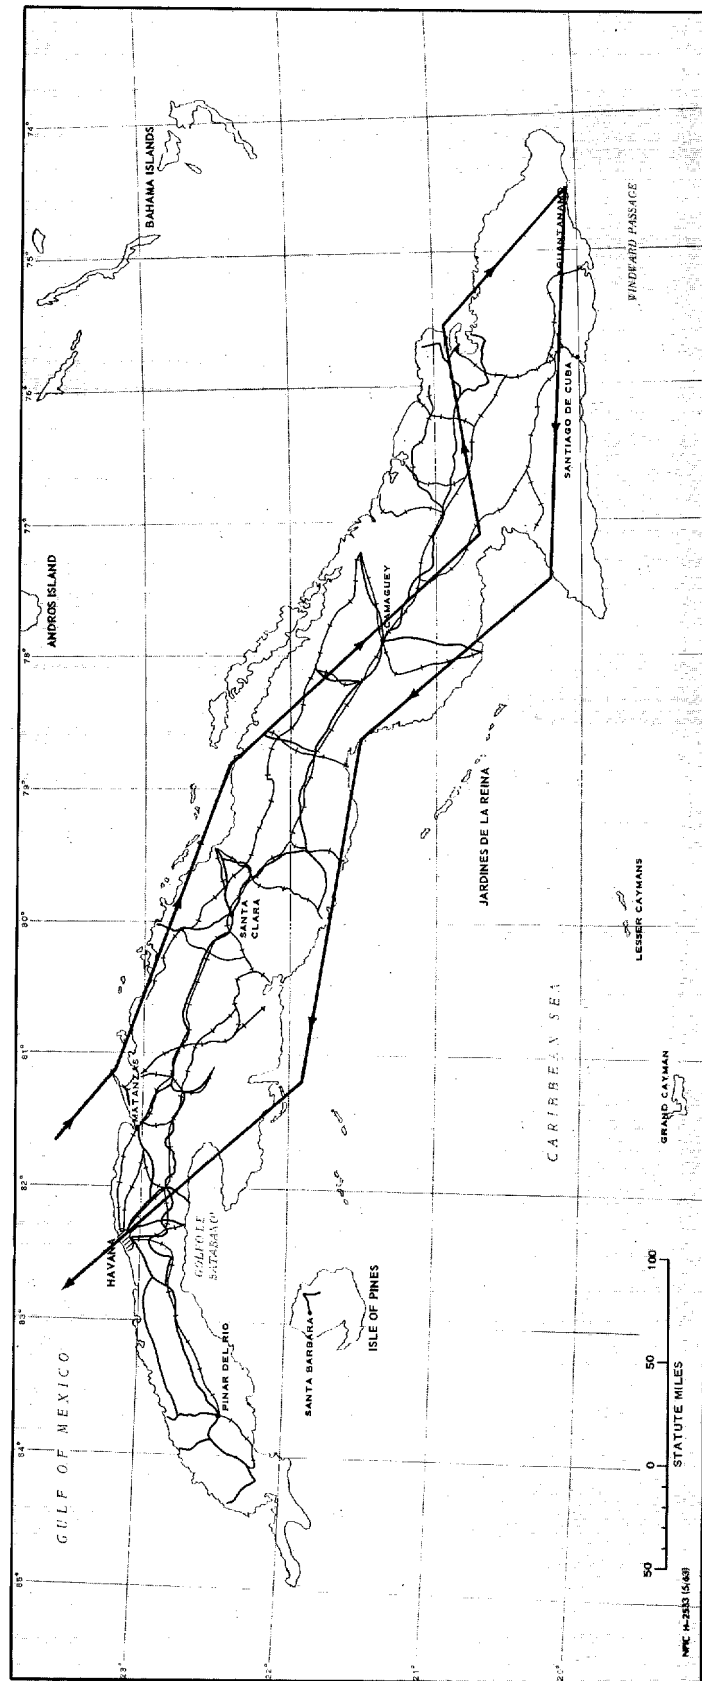 GULF OF MEXICO
85°
84°
83°
82°
81°
80°
79°
78°
77°
76°
75°
74°
23°
22°
21°
20°
ANDROS ISLAND
BAHAMA ISLANDS
HAVANA
MATANZAS
SANTA
CLARA
CAMAGUEY
PINAR DEL RIO
GOLFO DE
BATABANO
SANTA BARBARA
ISLE OF PINES
JARDINES DE LA REINA
GUANTANAMO
SANTIAGO DE CUBA
WINDWARD PASSAGE
CARIBBEAN SEA
LESSER CAYMANS
GRAND CAYMAN
50 0 50 100
STATUTE MILES
NPIC H-2533 (5/63)